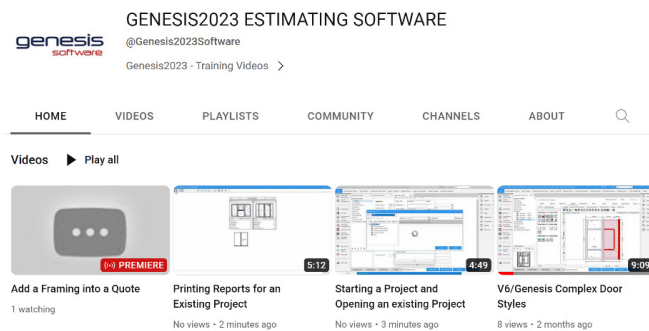 genesis
software
GENESIS2023 ESTIMATING SOFTWARE
@Genesis2023Software
Genesis2023 - Training Videos
HOME VIDEOS PLAYLISTS COMMUNITY CHANNELS ABOUT
Videos Play all
PREMIERE 5:12 4:49 9:09
Add a Framing into a Quote
1 watching
Printing Reports for an
Existing Project
No views • 2 minutes ago
Starting a Project and
Opening an existing Project
No views • 3 minutes ago
V6/Genesis Complex Door
Styles
8 views • 2 months ago